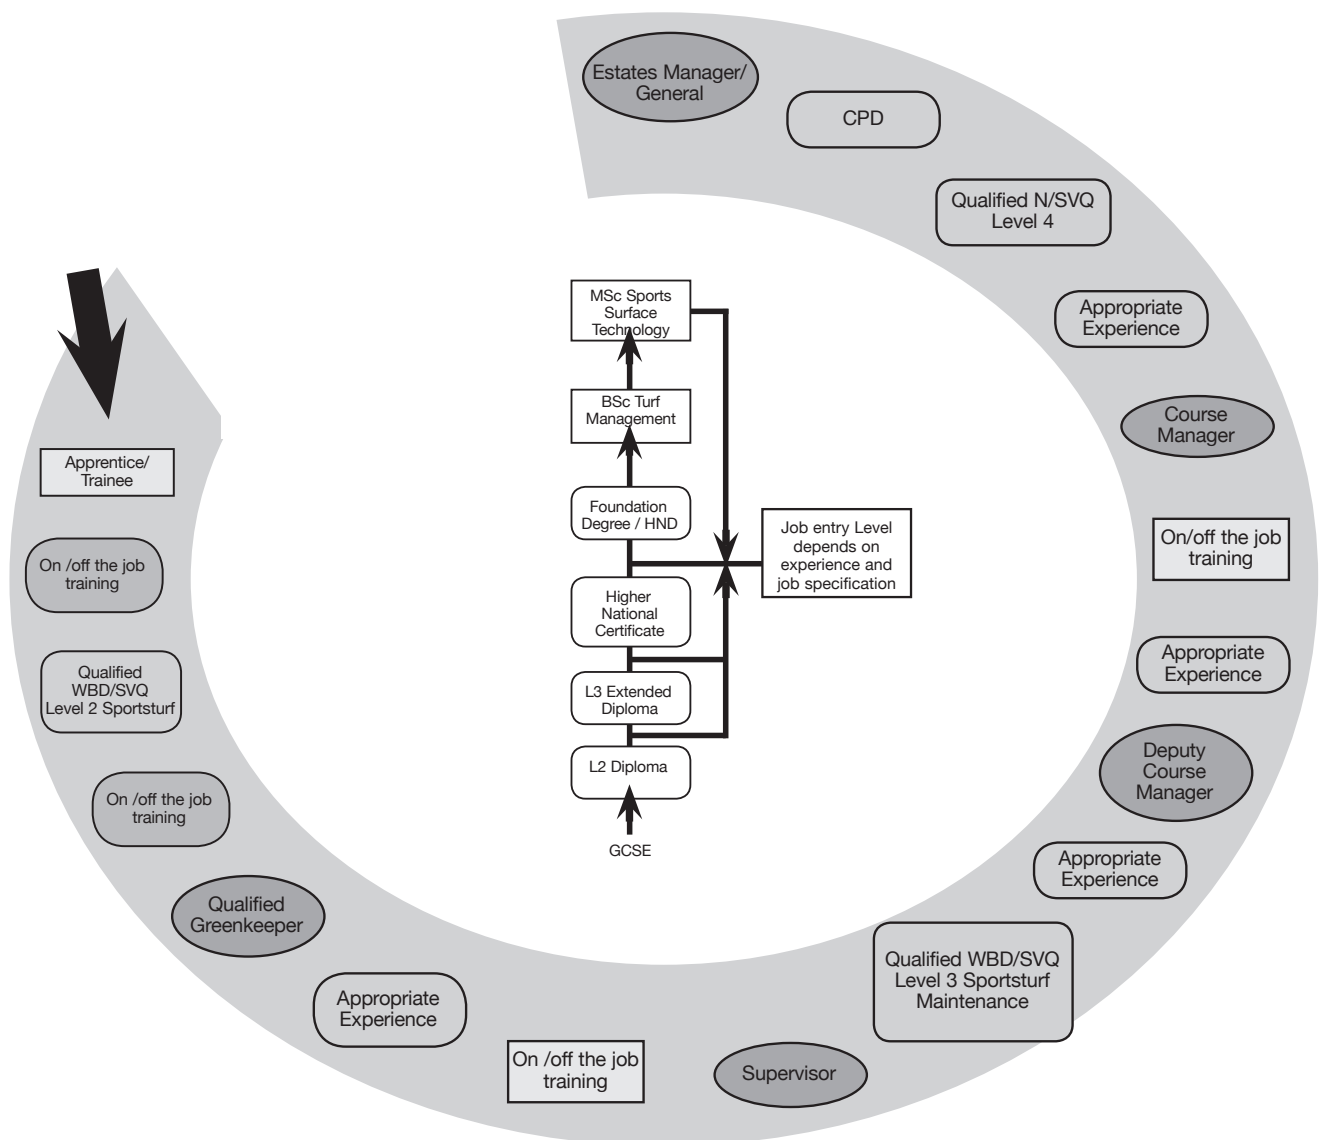 Estates Manager/
General
CPD
Qualified N/SVQ
Level 4
Appropriate
Experience
Course
Manager
On/off the job
training
Appropriate
Experience
Deputy
Course
Manager
Appropriate
Experience
Qualified WBD/SVQ
Level 3 Sportsturf
Maintenance
Supervisor
On /off the job
training
Appropriate
Experience
Qualified
Greenkeeper
On /off the job
training
Qualified
WBD/SVQ
Level 2 Sportsturf
On /off the job
training
Apprentice/
Trainee
MSc Sports
Surface
Technology
BSc Turf
Management
Foundation
Degree / HND
Job entry Level
depends on
experience and
job specification
Higher
National
Certificate
L3 Extended
Diploma
L2 Diploma
GCSE